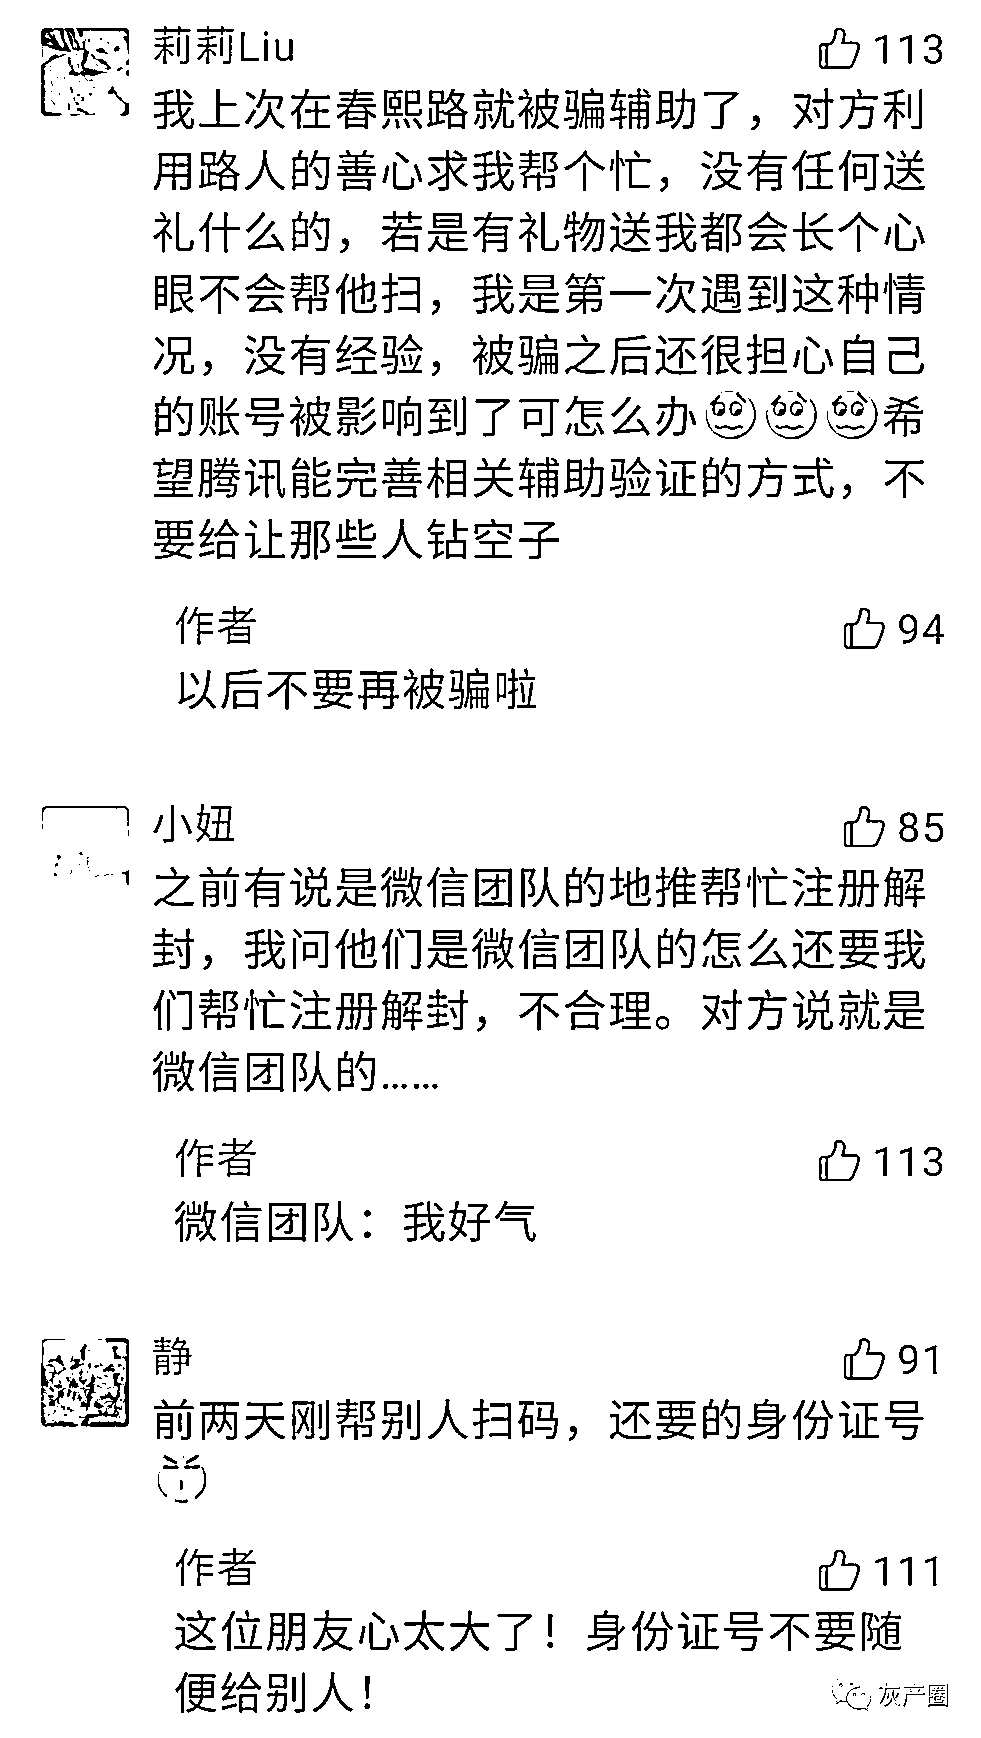 莉莉Liu
113
我上次在春熙路就被骗辅助了，对方利
用路人的善心求我帮个忙，没有任何送
礼什么的，若是有礼物送我都会长个心
眼不会帮他扫，我是第一次遇到这种情
况，没有经验，被骗之后还很担心自己
的账号被影响到了可怎么办希
望腾讯能完善相关辅助验证的方式，不
要给让那些人钻空子
作者
94
以后不要再被骗啦
小妞
85
之前有说是微信团队的地推帮忙注册解
封，我问他们是微信团队的怎么还要我
们帮忙注册解封，不合理。对方说就是
微信团队的……
作者
113
微信团队：我好气
静
91
前两天刚帮别人扫码，还要的身份证号
作者
111
这位朋友心太大了！身份证号不要随
便给别人！
灰产圈